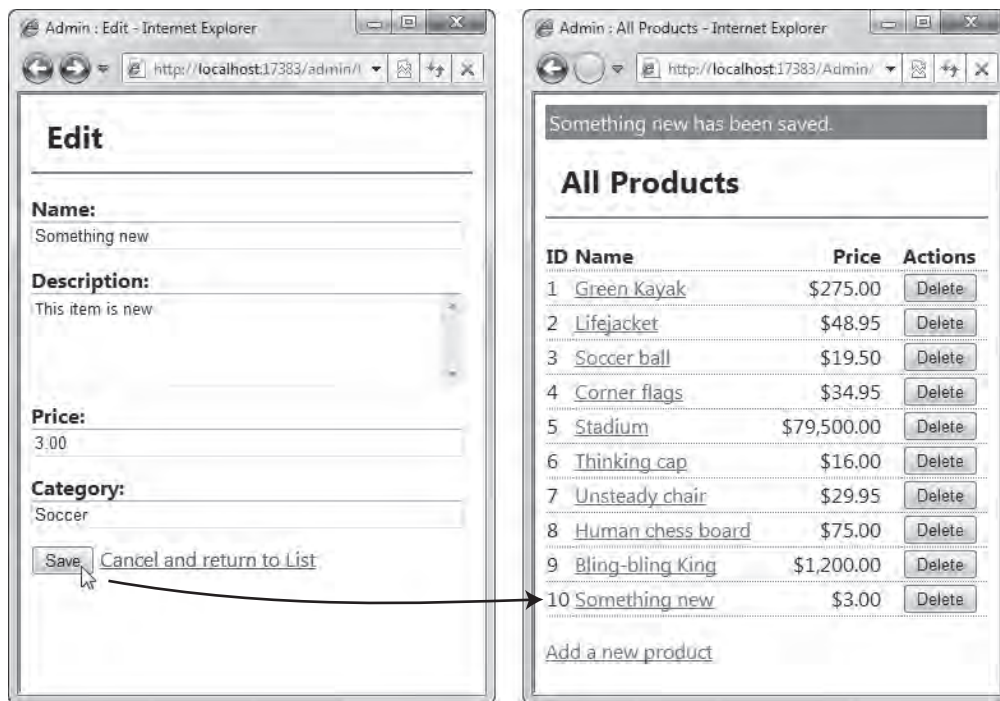 Admin : Edit - Internet Explorer
http://localhost:17383/admin/
Edit
Name:
Something new
Description:
This item is new
Price:
3.00
Category:
Soccer
Save Cancel and return to List
Admin : All Products - Internet Explorer
http://localhost:17383/Admin/
Something new has been saved.
All Products
ID Name Price Actions
1 Green Kayak $275.00 Delete
2 Lifejacket $48.95 Delete
3 Soccer ball $19.50 Delete
4 Corner flags $34.95 Delete
5 Stadium $79,500.00 Delete
6 Thinking cap $16.00 Delete
7 Unsteady chair $29.95 Delete
8 Human chess board $75.00 Delete
9 Bling-bling King $1,200.00 Delete
10 Something new $3.00 Delete
Add a new product